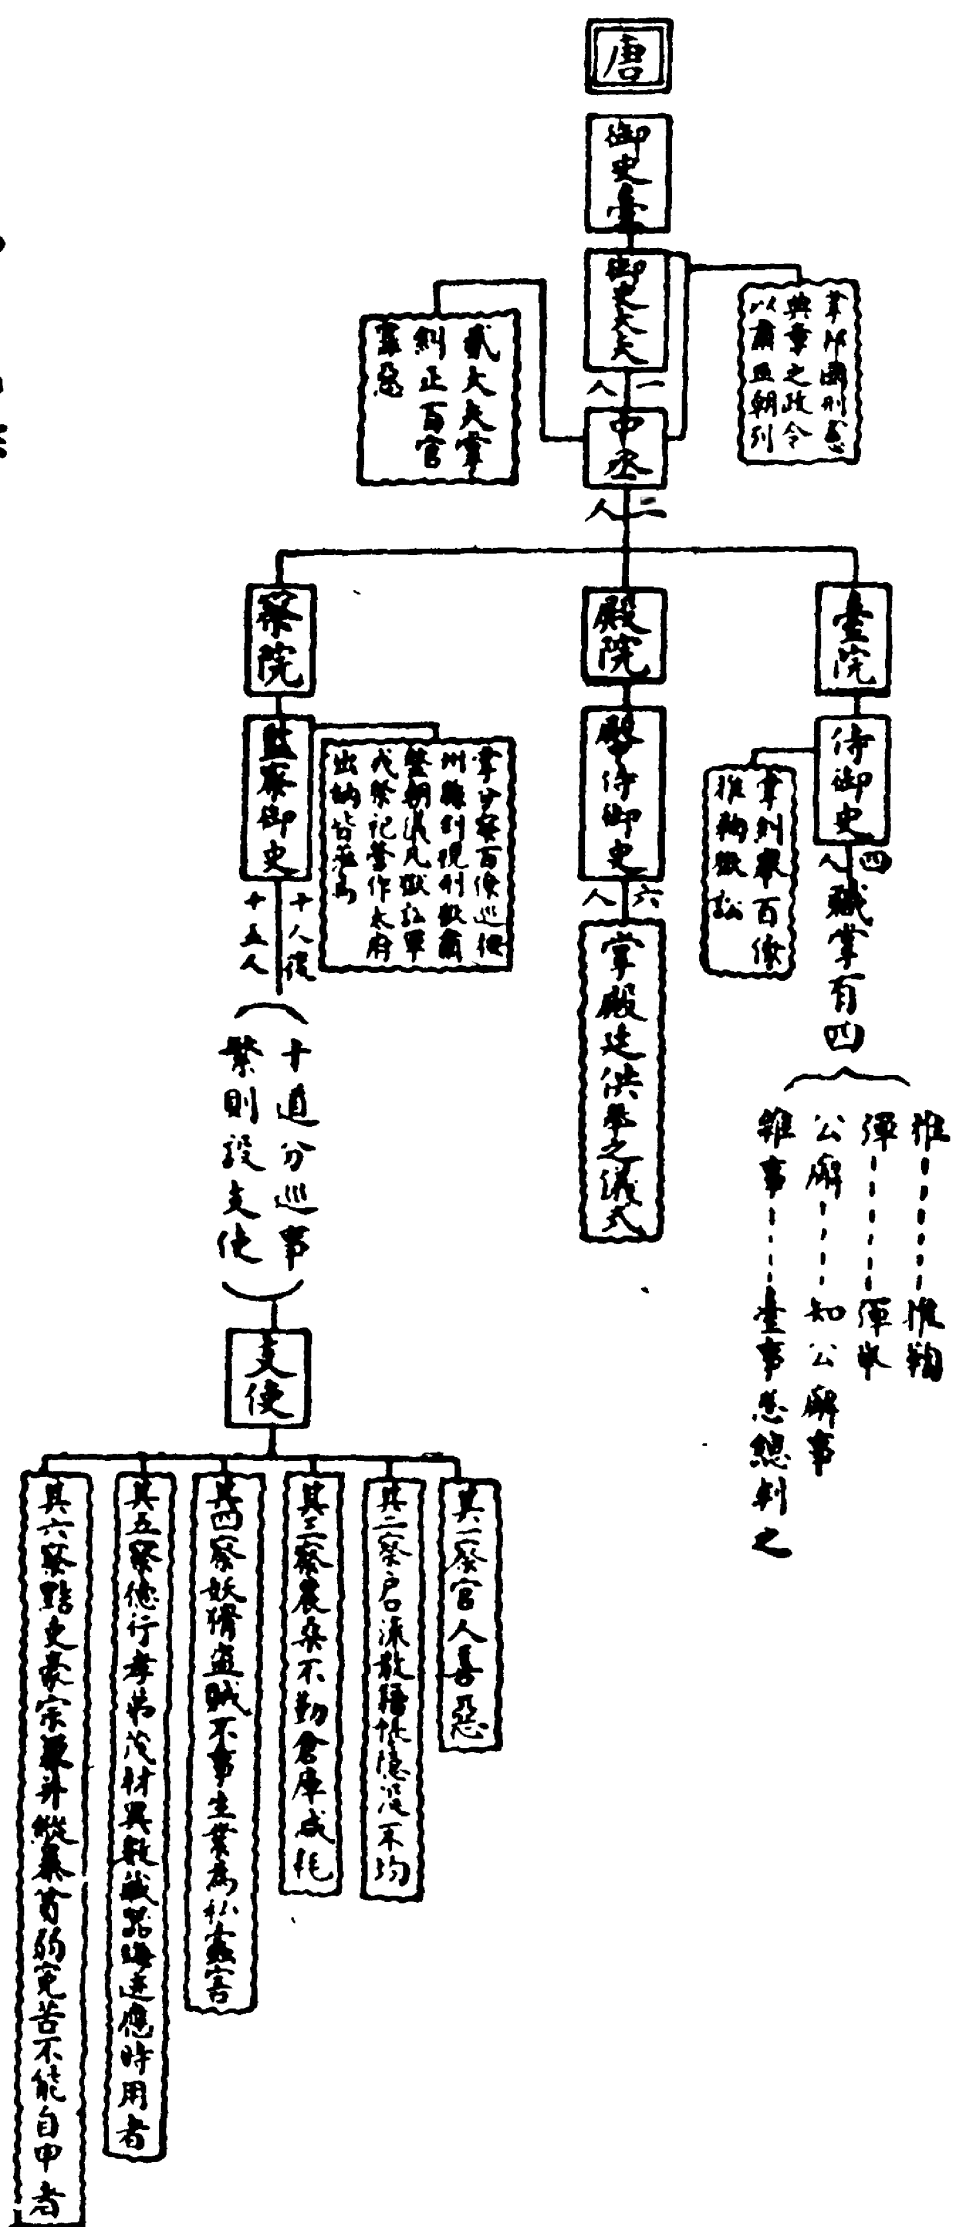 唐
御史臺
御史大夫
一人
掌邦國刑憲
典章之政令
以肅正朝列
中丞
二人
貳大夫掌
糾正百官
罪惡
臺院
侍御史
四人
掌糾舉百僚
推鞫獄訟
職掌有四
推……推鞫
彈……彈舉
公廨……知公廨事
雜事……臺事悉總判之
殿院
殿侍御史
六人
掌殿廷供奉之儀式
察院
監察御史
十人後
十五人
掌分察百僚巡按
州縣糾視刑獄肅
整朝儀凡獄訟軍
戎祭祀營作太府
出納皆蒞焉
(十道分巡事
繁則設支使)
支使
其一察官人善惡
其二察戶口流散籍帳隱沒不均
其三察農桑不勤倉庫減耗
其四察妖猾盜賊不事生業為私蠹害
其五察德行孝弟茂材異數藏器晦迹應時用者
其六察黠吏豪宗兼并縱暴貧弱冤苦不能自申者